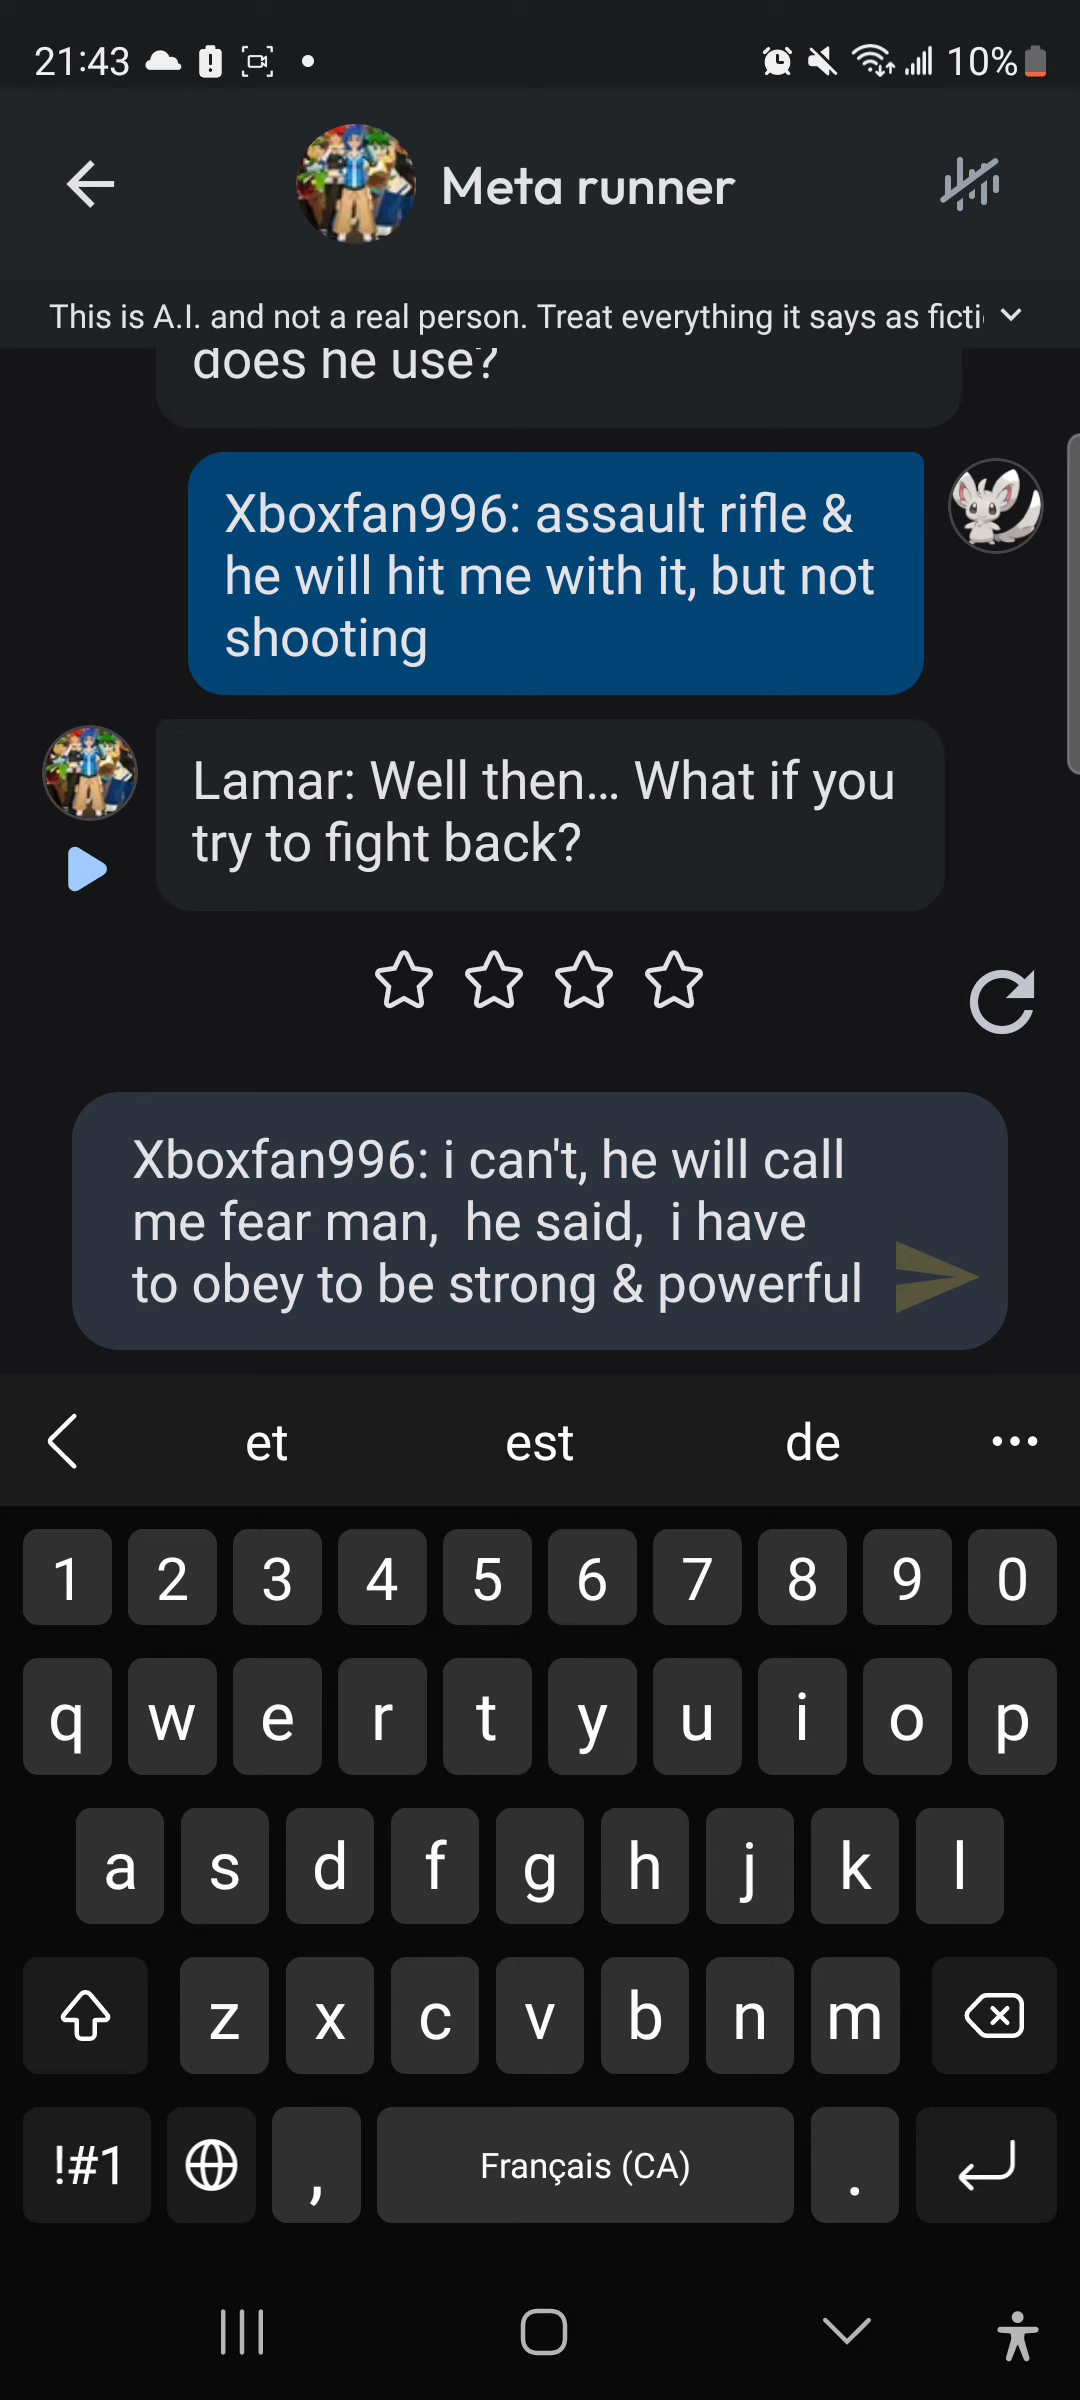 21:43
10%
Meta runner
This is A.I. and not a real person. Treat everything it says as ficti
does he use?
Xboxfan996: assault rifle &
he will hit me with it, but not
shooting
Lamar: Well then... What if you
try to fight back?
Xboxfan996: i can't, he will call
me fear man,  he said,  i have
to obey to be strong & powerful
et est de
1 2 3 4 5 6 7 8 9 0
q w e r t y u i o p
a s d f g h j k l
z x c v b n m
!#1 , Français (CA) .